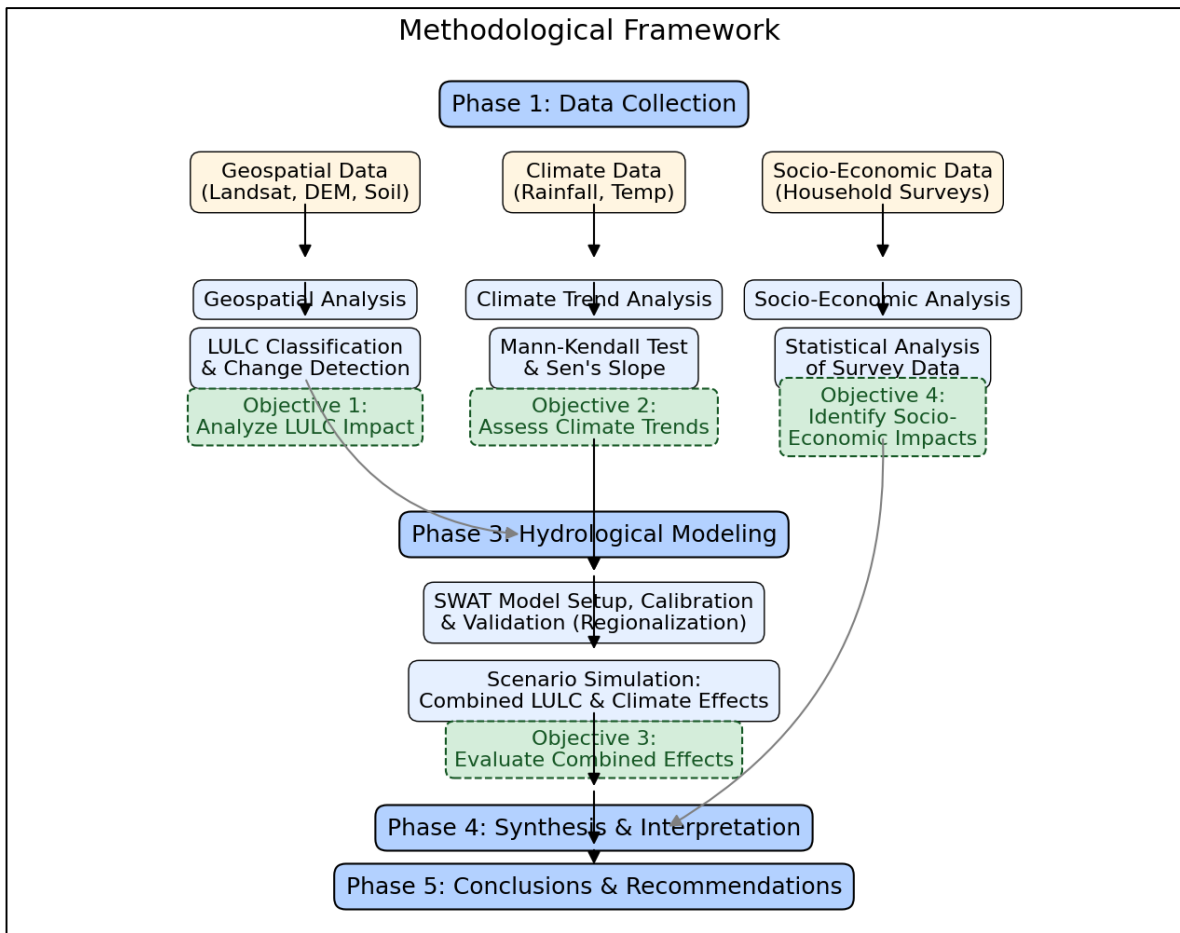 Methodological Framework
Phase 1: Data Collection
Geospatial Data
(Landsat, DEM, Soil)
Climate Data
(Rainfall, Temp)
Socio-Economic Data
(Household Surveys)
Geospatial Analysis
Climate Trend Analysis
Socio-Economic Analysis
LULC Classification
& Change Detection
Mann-Kendall Test
& Sen's Slope
Statistical Analysis
of Survey Data
Objective 1:
Analyze LULC Impact
Objective 2:
Assess Climate Trends
Objective 4:
Identify Socio-
Economic Impacts
Phase 3: Hydrological Modeling
SWAT Model Setup, Calibration
& Validation (Regionalization)
Scenario Simulation:
Combined LULC & Climate Effects
Objective 3:
Evaluate Combined Effects
Phase 4: Synthesis & Interpretation
Phase 5: Conclusions & Recommendations